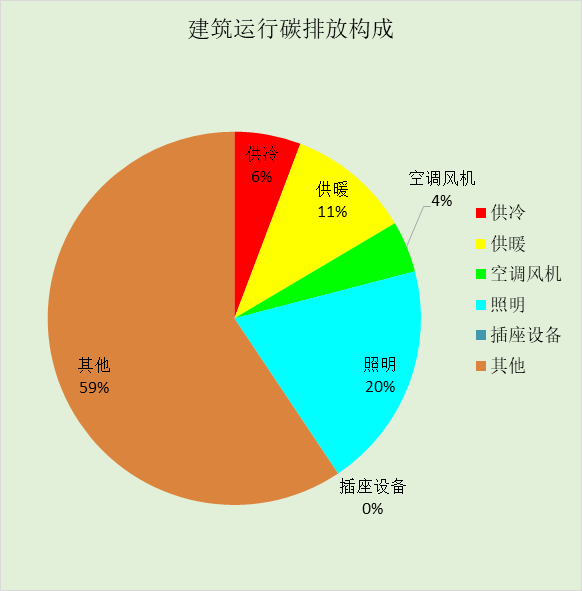 建筑运行碳排放构成
供冷
6%
供暖
11%
空调风机
4%
照明
20%
插座设备
0%
其他
59%
供冷
供暖
空调风机
照明
插座设备
其他